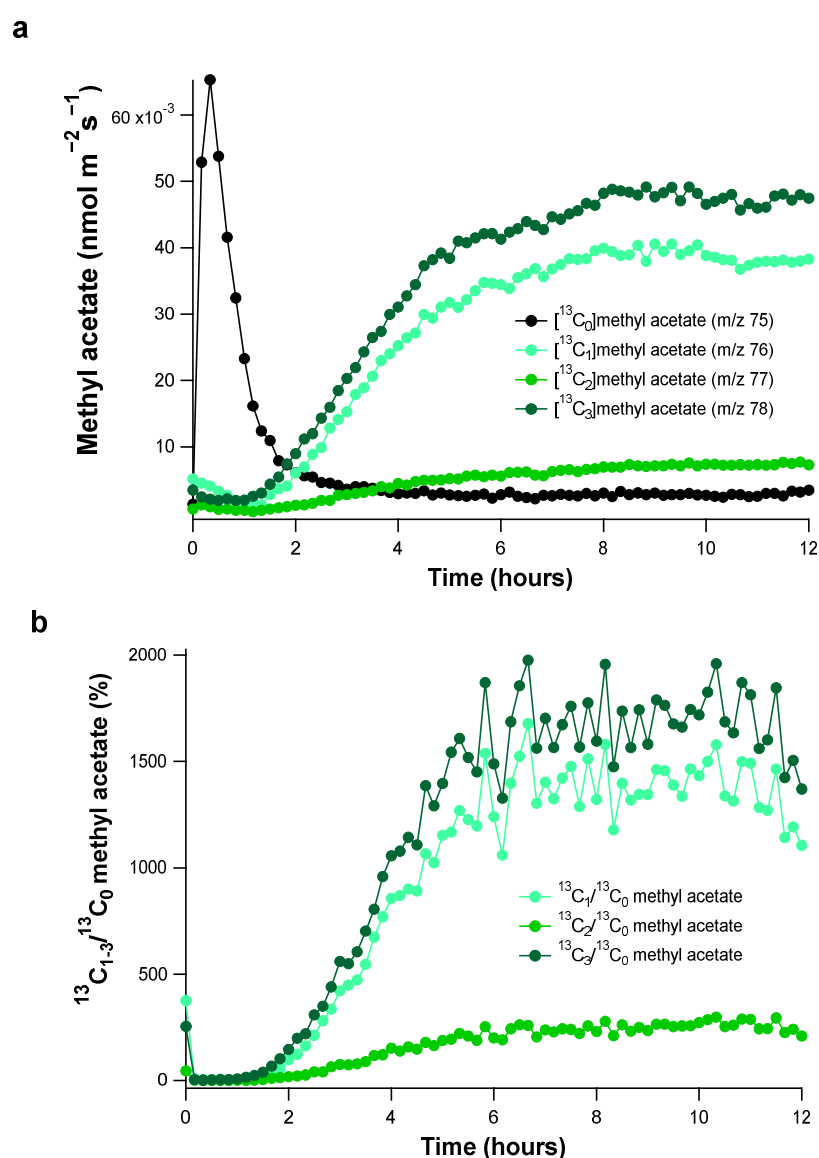 a
Methyl acetate (nmol m⁻²s⁻¹)
60 x10⁻³
50
40
30
20
10
[¹³C₀]methyl acetate (m/z 75)
[¹³C₁]methyl acetate (m/z 76)
[¹³C₂]methyl acetate (m/z 77)
[¹³C₃]methyl acetate (m/z 78)
0 2 4 6 8 10 12
Time (hours)
b
¹³C₁₋₃/¹³C₀ methyl acetate (%)
2000
1500
1000
500
0
¹³C₁/¹³C₀ methyl acetate
¹³C₂/¹³C₀ methyl acetate
¹³C₃/¹³C₀ methyl acetate
0 2 4 6 8 10 12
Time (hours)